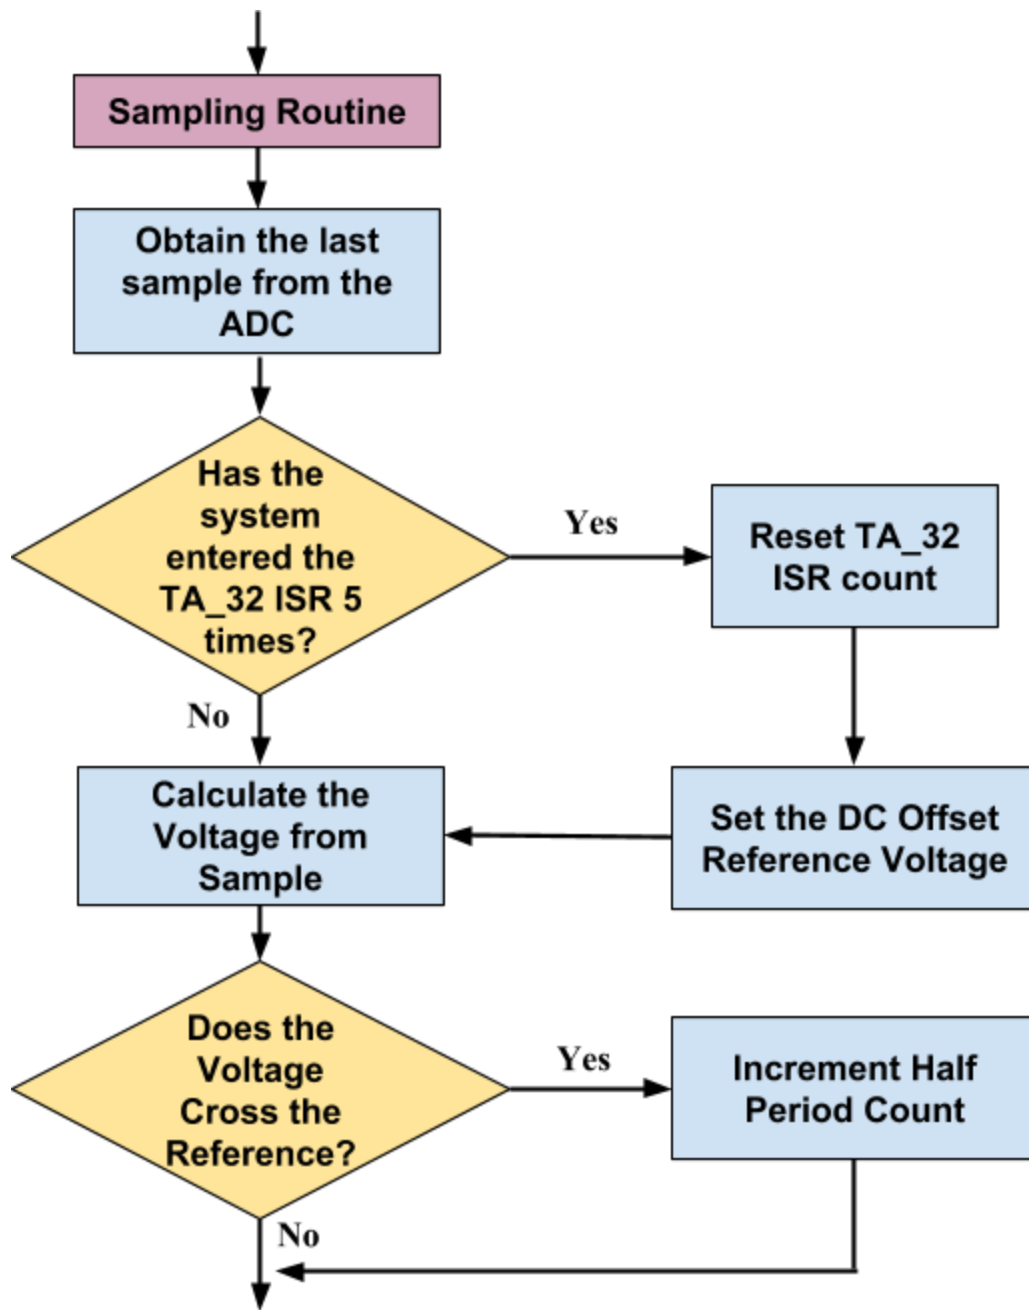 Sampling Routine
Obtain the last
sample from the
ADC
Has the
system
entered the
TA_32 ISR 5
times?
Yes
Reset TA_32
ISR count
No
Calculate the
Voltage from
Sample
Set the DC Offset
Reference Voltage
Does the
Voltage
Cross the
Reference?
Yes
Increment Half
Period Count
No